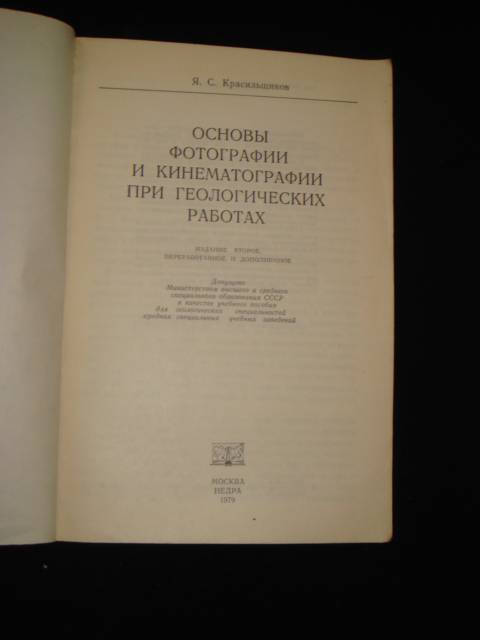 Я. С. Красильщиков
ОСНОВЫ
ФОТОГРАФИИ
И КИНЕМАТОГРАФИИ
ПРИ ГЕОЛОГИЧЕСКИХ
РАБОТАХ
ИЗДАНИЕ ВТОРОЕ,
ПЕРЕРАБОТАННОЕ И ДОПОЛНЕННОЕ
Допущено
Министерством высшего и среднего
специального образования СССР
в качестве учебного пособия
для геологических специальностей
средних специальных учебных заведений
МОСКВА
НЕДРА
1979